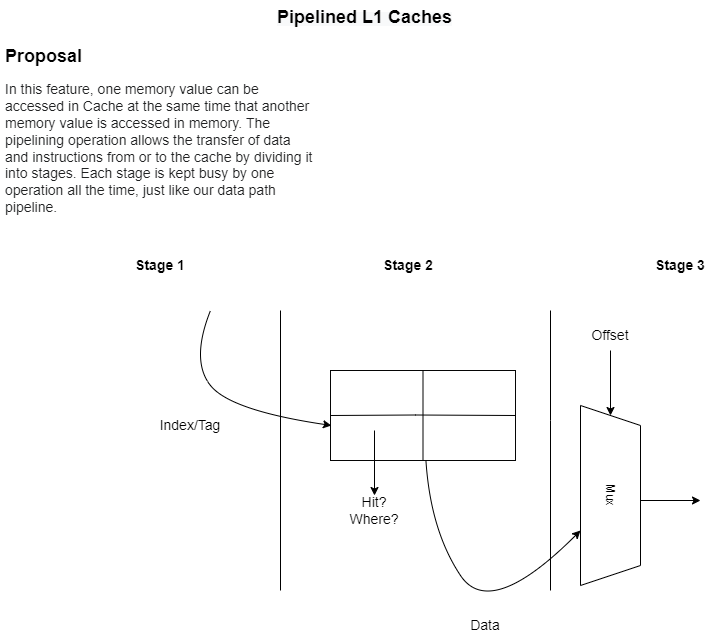 Pipelined L1 Caches
Proposal
In this feature, one memory value can be
accessed in Cache at the same time that another
memory value is accessed in memory. The
pipelining operation allows the transfer of data
and instructions from or to the cache by dividing it
into stages. Each stage is kept busy by one
operation all the time, just like our data path
pipeline.
Stage 1
Stage 2
Stage 3
Offset
Index/Tag
Mux
Hit?
Where?
Data